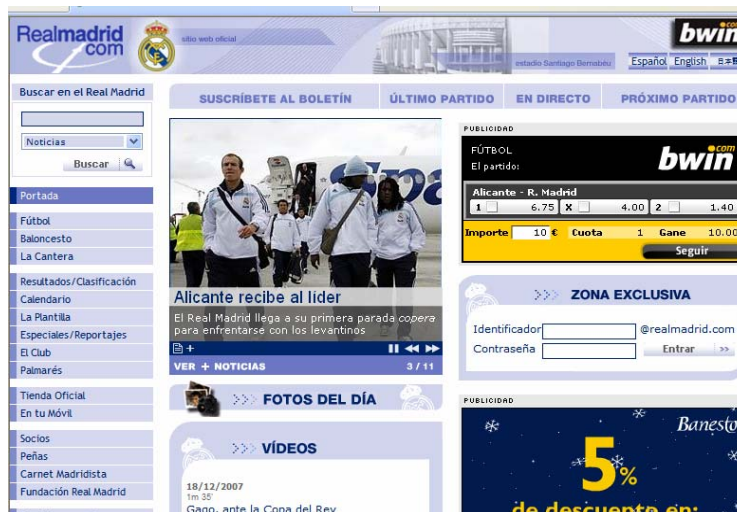 Realmadrid
.com
sitio web oficial
estadio Santiago Bernabéu
bwin
.com
Español English 日本語
Buscar en el Real Madrid
Noticias
Buscar
SUSCRÍBETE AL BOLETÍN
ÚLTIMO PARTIDO
EN DIRECTO
PRÓXIMO PARTIDO
Portada
Fútbol
Baloncesto
La Cantera
Resultados/Clasificación
Calendario
La Plantilla
Especiales/Reportajes
El Club
Palmarés
Tienda Oficial
En tu Móvil
Socios
Peñas
Carnet Madridista
Fundación Real Madrid
Alicante recibe al líder
El Real Madrid llega a su primera parada copera
para enfrentarse con los levantinos
VER + NOTICIAS 3 / 11
>>> FOTOS DEL DÍA
>>> VÍDEOS
18/12/2007
1m 35'
Gago, ante la Copa del Rey
PUBLICIDAD
FÚTBOL
El partido:
bwin
.com
Alicante - R. Madrid
1 6.75 X 4.00 2 1.40
Importe 10 € Cuota 1 Gane 10.00
Seguir
>>> ZONA EXCLUSIVA
Identificador @realmadrid.com
Contraseña Entrar >>
PUBLICIDAD
Banesto
5%
de descuento en: